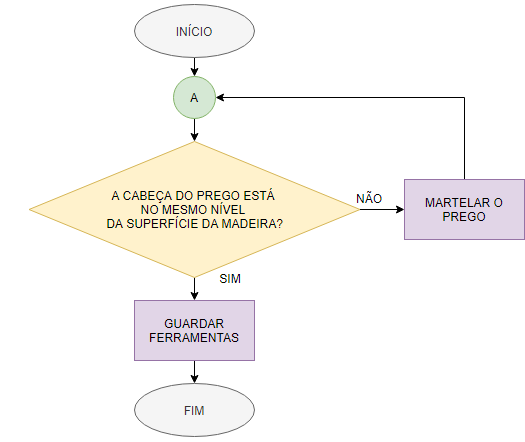 INÍCIO
A
A CABEÇA DO PREGO ESTÁ
NO MESMO NÍVEL
DA SUPERFÍCIE DA MADEIRA?
NÃO
MARTELAR O
PREGO
SIM
GUARDAR
FERRAMENTAS
FIM